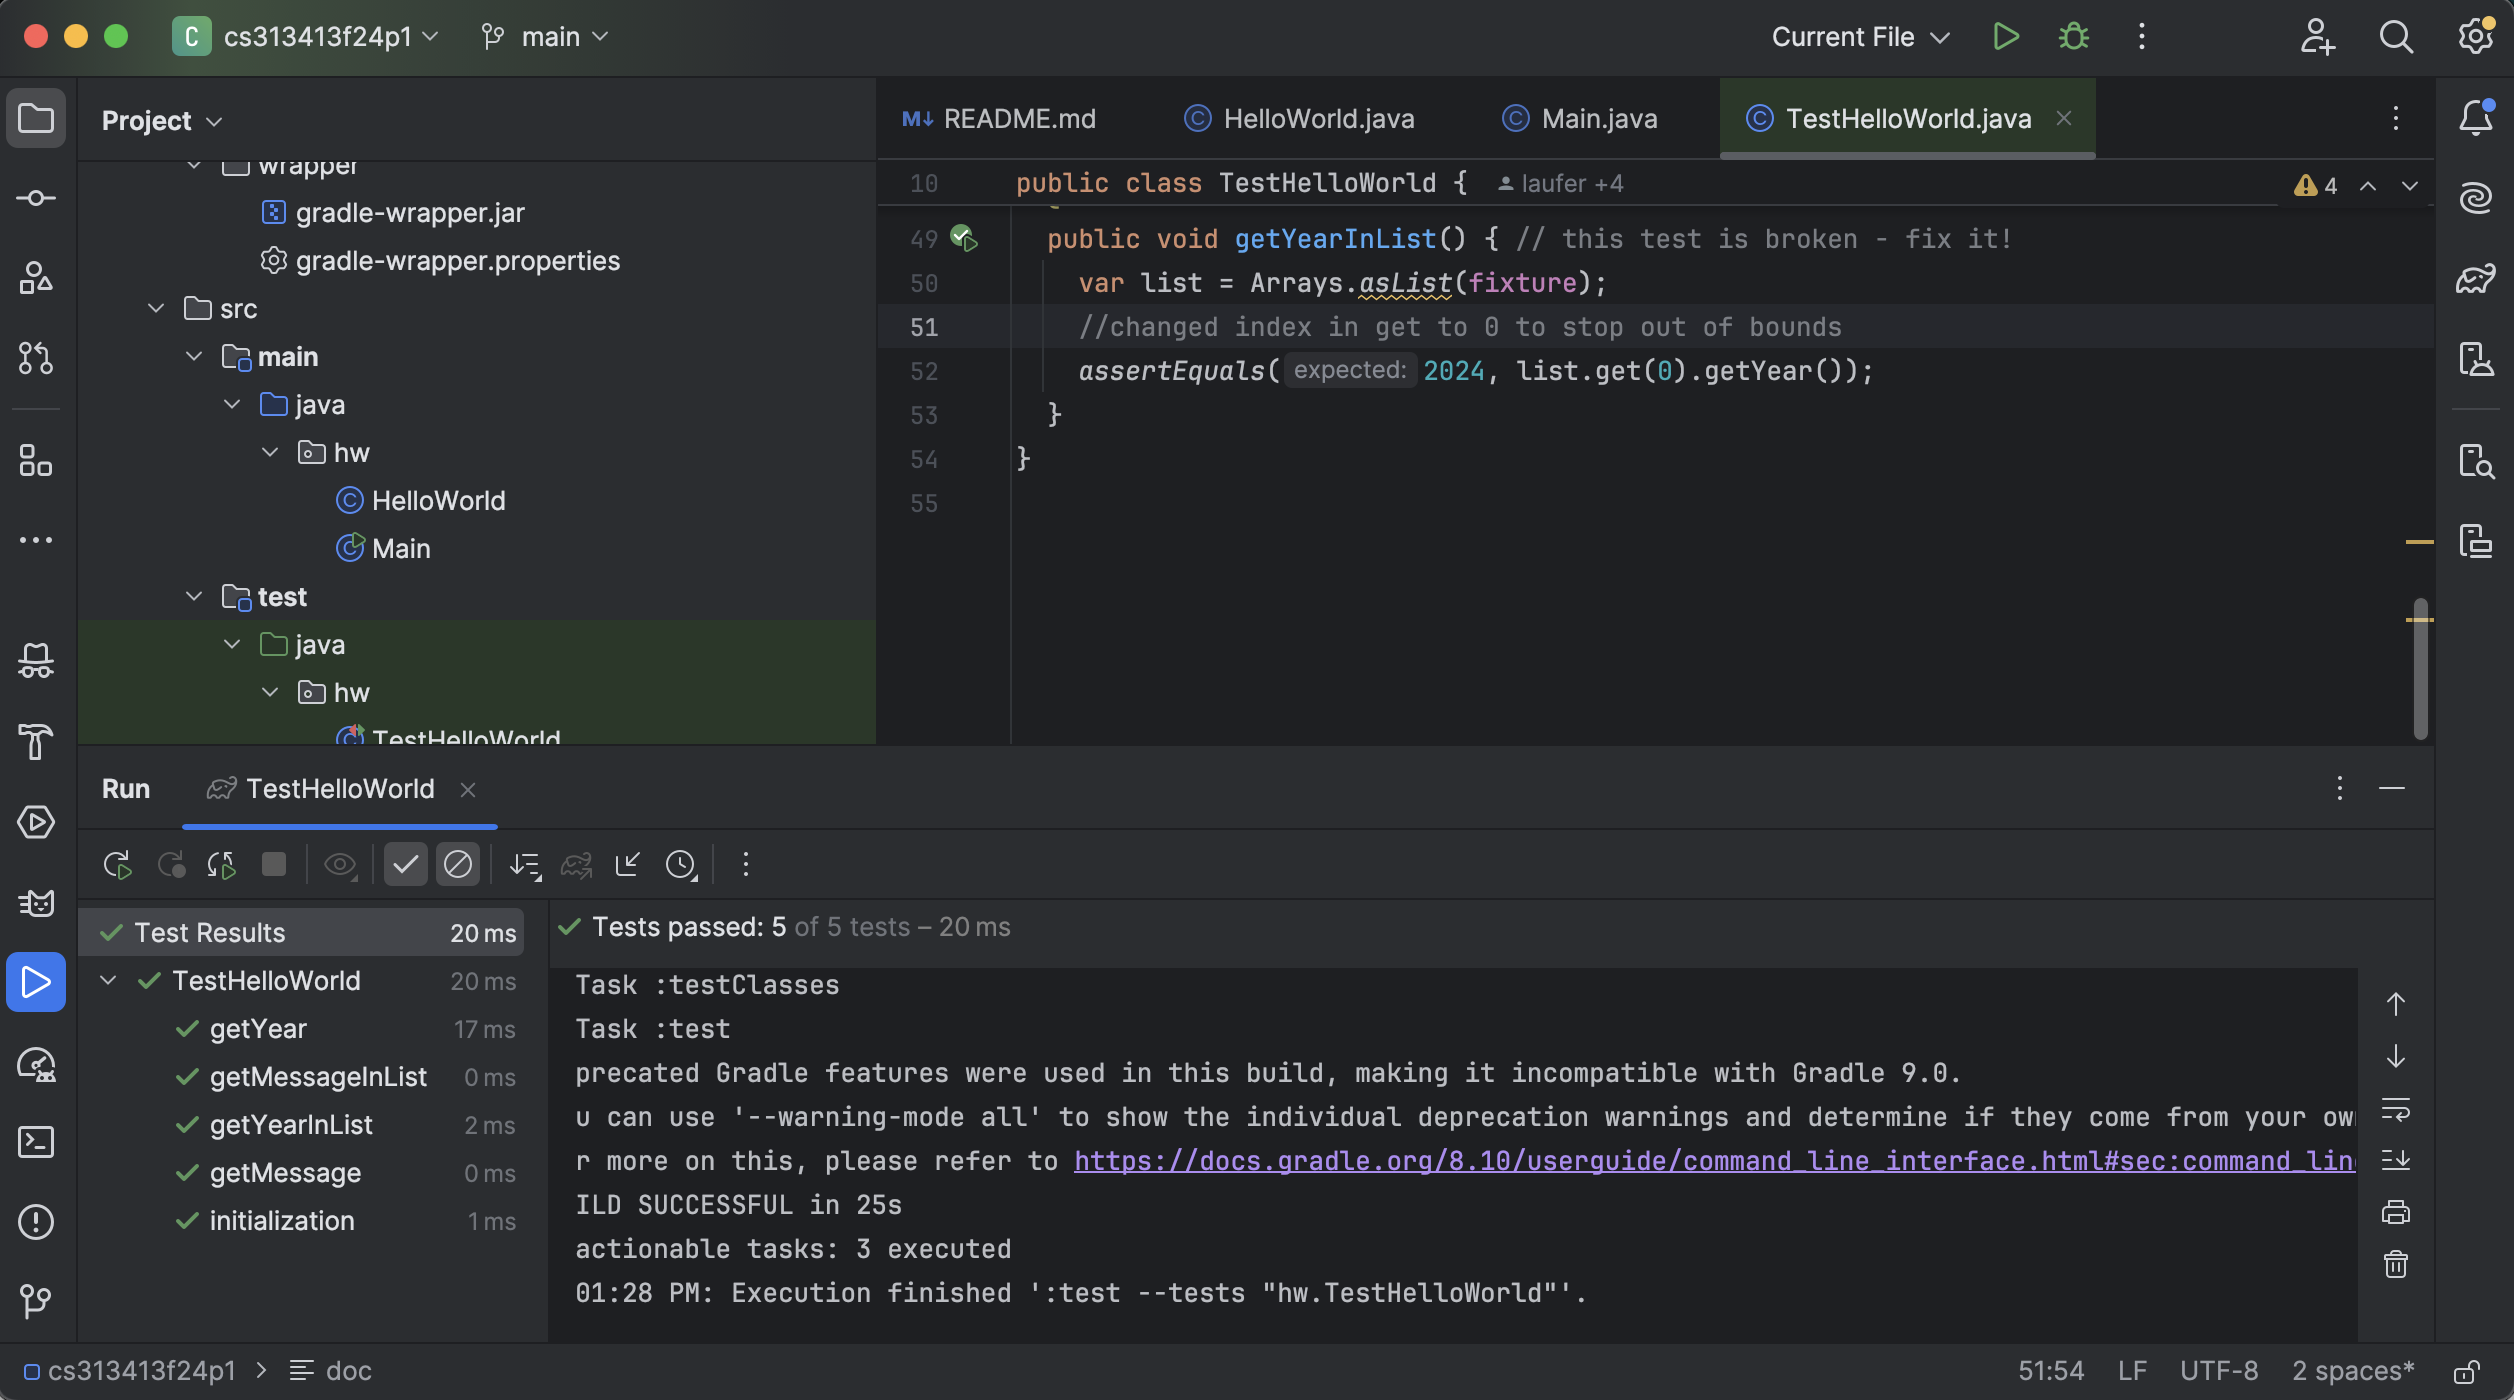 C cs313413f24p1 main Current File
Project
wrapper
gradle-wrapper.jar
gradle-wrapper.properties
src
main
java
hw
HelloWorld
Main
test
java
hw
TestHelloWorld
M↓ README.md HelloWorld.java Main.java TestHelloWorld.java
10 public class TestHelloWorld { laufer +4
4
49 public void getYearInList() { // this test is broken - fix it!
50 var list = Arrays.asList(fixture);
51 //changed index in get to 0 to stop out of bounds
52 assertEquals( expected: 2024, list.get(0).getYear());
53 }
54 }
55
Run TestHelloWorld
Test Results 20 ms
TestHelloWorld 20 ms
getYear 17 ms
getMessageInList 0 ms
getYearInList 2 ms
getMessage 0 ms
initialization 1 ms
Tests passed: 5 of 5 tests – 20 ms
Task :testClasses
Task :test
precated Gradle features were used in this build, making it incompatible with Gradle 9.0.
u can use '--warning-mode all' to show the individual deprecation warnings and determine if they come from your ow
r more on this, please refer to https://docs.gradle.org/8.10/userguide/command_line_interface.html#sec:command_lin
ILD SUCCESSFUL in 25s
actionable tasks: 3 executed
01:28 PM: Execution finished ':test --tests "hw.TestHelloWorld"'.
cs313413f24p1 > doc
51:54 LF UTF-8 2 spaces*